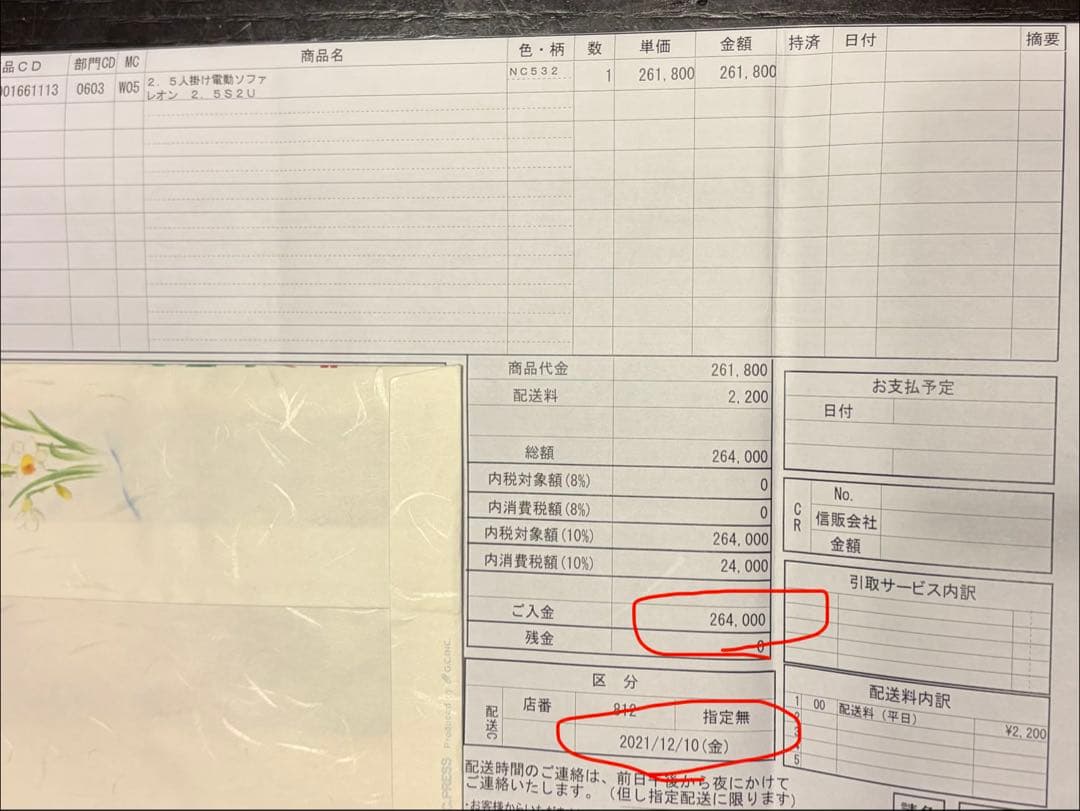 品CD 部門CD MC 商品名 色・柄 数 単価 金額 持済 日付 摘要
001661113 0603 W05 2．5人掛け電動ソファ NC532 1 261,800 261,800
レオン 2．5S2U
商品代金 261,800
配送料 2,200
総額 264,000
内税対象額(8%) 0
内消費税額(8%) 0
内税対象額(10%) 264,000
内消費税額(10%) 24,000
ご入金 264,000
残金 0
お支払予定
日付
CR
No.
信販会社
金額
引取サービス内訳
区 分
配送C 店番 812 指定無
2021/12/10(金)
配送料内訳
1 00 配送料（平日） ¥2,200
2
3
5
配送時間のご連絡は、前日午後から夜にかけて
ご連絡いたします。（但し指定配送に限ります）
Produced by G.C.INC.
PRESS